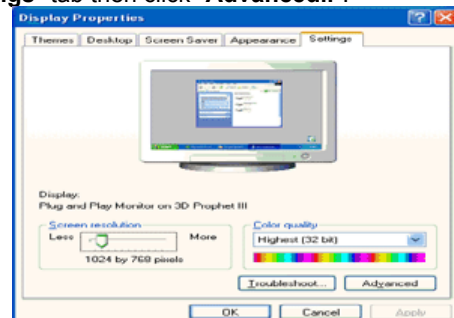 gs" tab then click "Advanced..".
Display Properties
Themes Desktop Screen Saver Appearance Settings
Display:
Plug and Play Monitor on 3D Prophet III
Screen resolution
Color quality
Less More
Highest (32 bit)
1024 by 768 pixels
Troubleshoot... Advanced
OK Cancel Apply